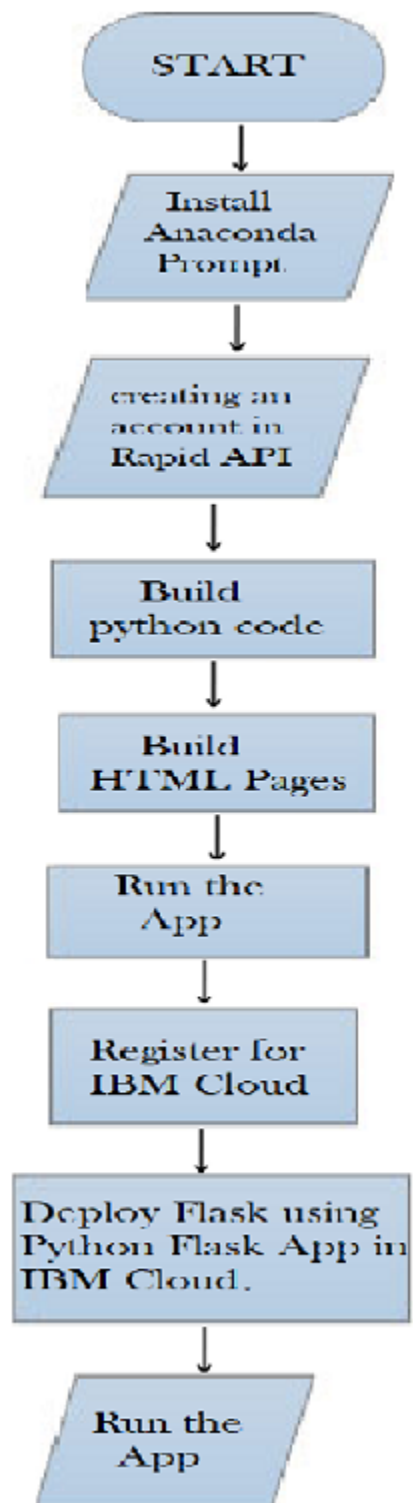 START
Install
Anaconda
Prompt
creating an
account in
Rapid API
Build
python code
Build
HTML Pages
Run the
App
Register for
IBM Cloud
Deploy Flask using
Python Flask App in
IBM Cloud.
Run the
App